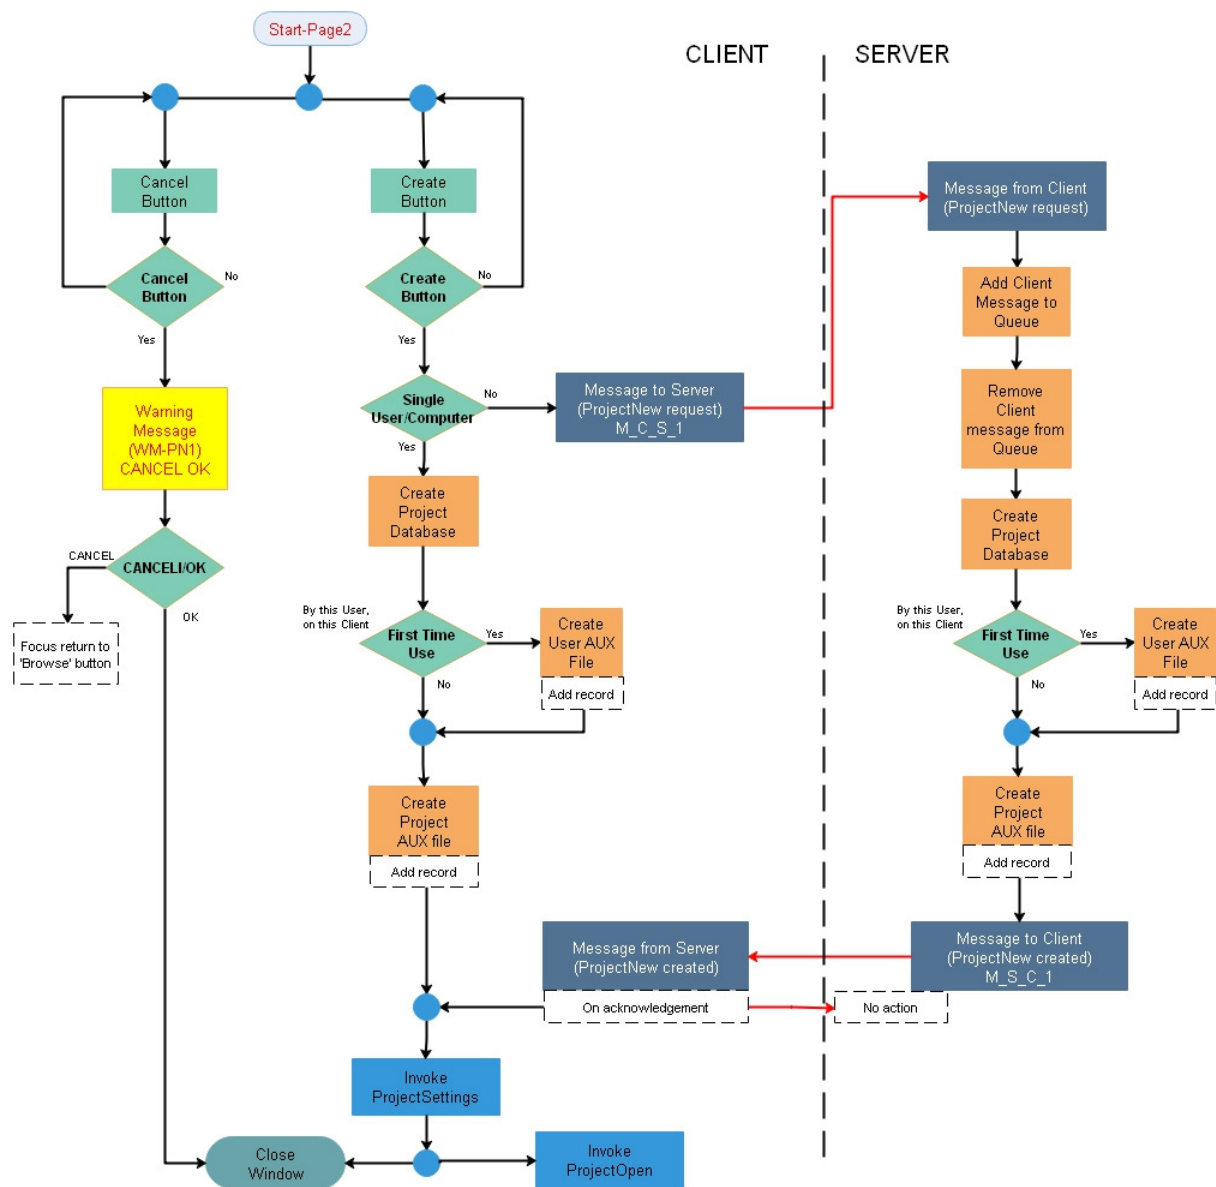 Start-Page2
CLIENT
SERVER
Cancel
Button
Create
Button
Message from Client
(ProjectNew request)
Cancel
Button
No
Create
Button
No
Add Client
Message to
Queue
Yes
Yes
Warning
Message
(WM-PN1)
CANCEL OK
Single
User/Computer
No
Message to Server
(ProjectNew request)
M_C_S_1
Remove
Client
message from
Queue
Yes
Create
Project
Database
Create
Project
Database
CANCEL
CANCELI/OK
OK
Focus return to
'Browse' button
By this User,
on this Client
First Time
Use
Yes
Create
User AUX
File
No
Add record
By this User,
on this Client
First Time
Use
Yes
Create
User AUX
File
No
Add record
Create
Project
AUX file
Add record
Create
Project
AUX file
Add record
Message from Server
(ProjectNew created)
Message to Client
(ProjectNew created)
M_S_C_1
On acknowledgement
No action
Invoke
ProjectSettings
Close
Window
Invoke
ProjectOpen